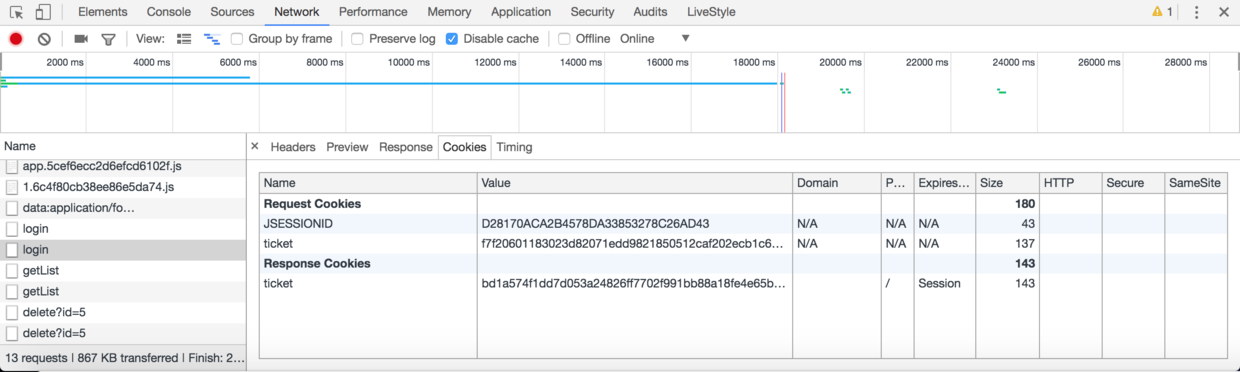 Elements Console Sources Network Performance Memory Application Security Audits LiveStyle 1
View: Group by frame Preserve log Disable cache Offline Online
2000 ms 4000 ms 6000 ms 8000 ms 10000 ms 12000 ms 14000 ms 16000 ms 18000 ms 20000 ms 22000 ms 24000 ms 26000 ms 28000 ms
Name
app.5cef6ecc2d6efcd6102f.js
1.6c4f80cb38ee86e5da74.js
data:application/fo…
login
login
getList
getList
delete?id=5
delete?id=5
13 requests | 867 KB transferred | Finish: 2…
× Headers Preview Response Cookies Timing
Name Value Domain P… Expires… Size HTTP Secure SameSite
Request Cookies 180
JSESSIONID D28170ACA2B4578DA33853278C26AD43 N/A N/A N/A 43
ticket f7f20601183023d82071edd9821850512caf202ecb1c6… N/A N/A N/A 137
Response Cookies 143
ticket bd1a574f1dd7d053a24826ff7702f991bb88a18fe4e65b… / Session 143